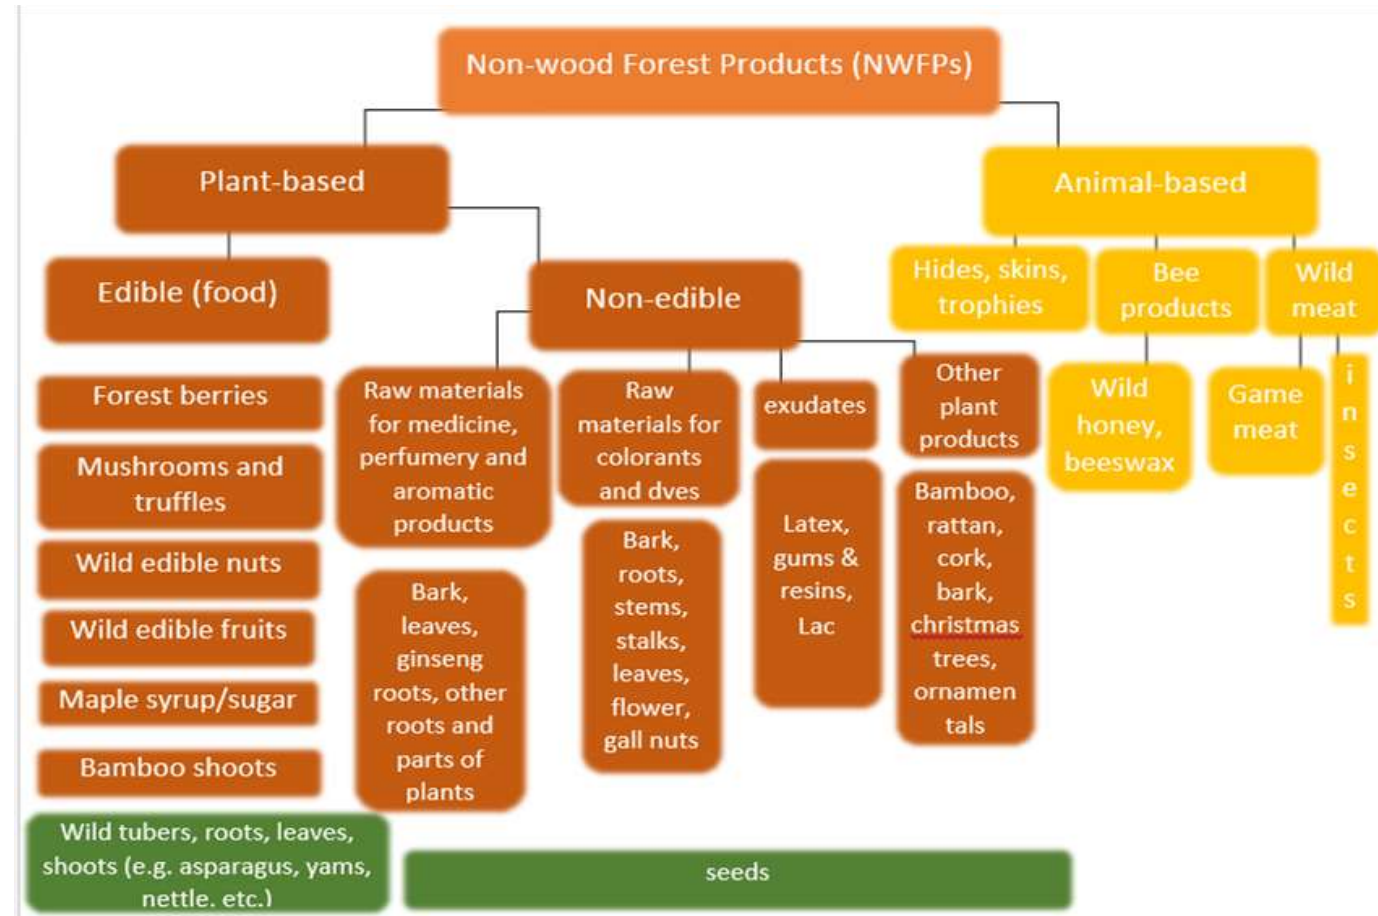 Non-wood Forest Products (NWFPs)
Plant-based
Animal-based
Edible (food)
Non-edible
Hides, skins,
trophies
Bee
products
Wild
meat
Forest berries
Mushrooms and
truffles
Wild edible nuts
Wild edible fruits
Maple syrup/sugar
Bamboo shoots
Wild tubers, roots, leaves,
shoots (e.g. asparagus, yams,
nettle. etc.)
Raw materials
for medicine,
perfumery and
aromatic
products
Bark,
leaves,
ginseng
roots, other
roots and
parts of
plants
Raw
materials for
colorants
and dves
Bark,
roots,
stems,
stalks,
leaves,
flower,
gall nuts
exudates
Latex,
gums &
resins,
Lac
Other
plant
products
Bamboo,
rattan,
cork,
bark,
christmas
trees,
ornamen
tals
Wild
honey,
beeswax
Game
meat
i
n
s
e
c
t
s
seeds